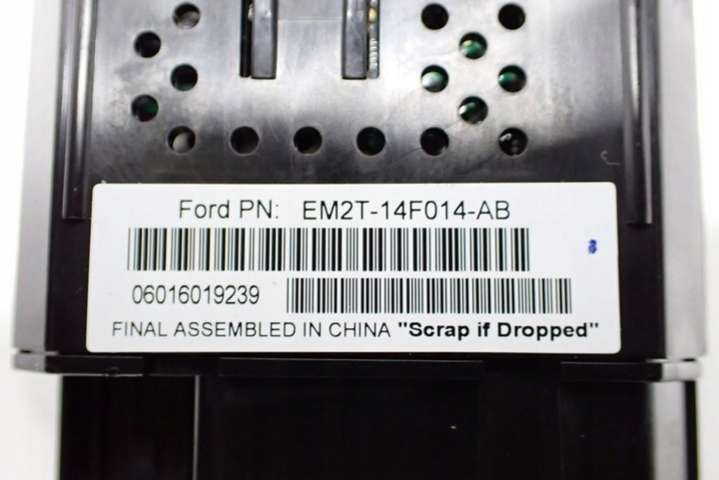 Ford PN: EM2T-14F014-AB
06016019239
FINAL ASSEMBLED IN CHINA "Scrap if Dropped"